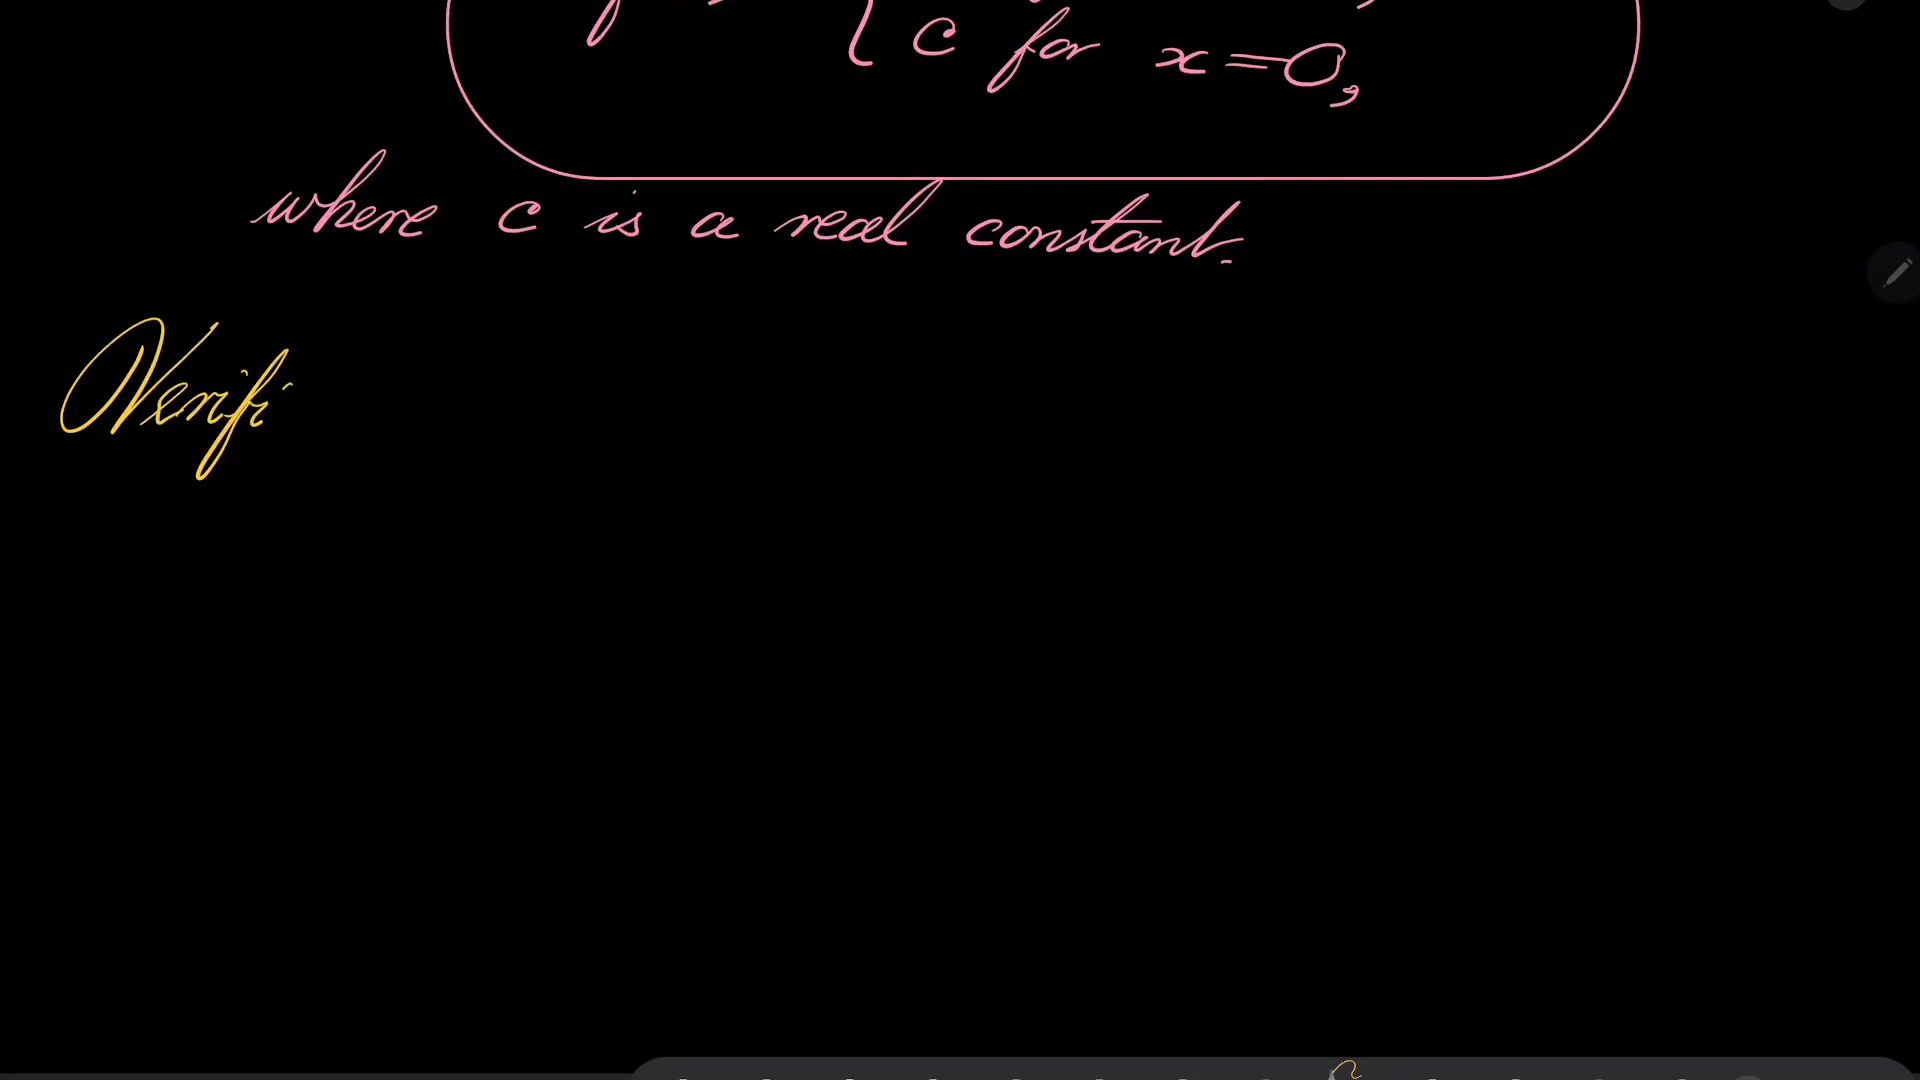 c for x=0,
where c is a real constant.
Verifi